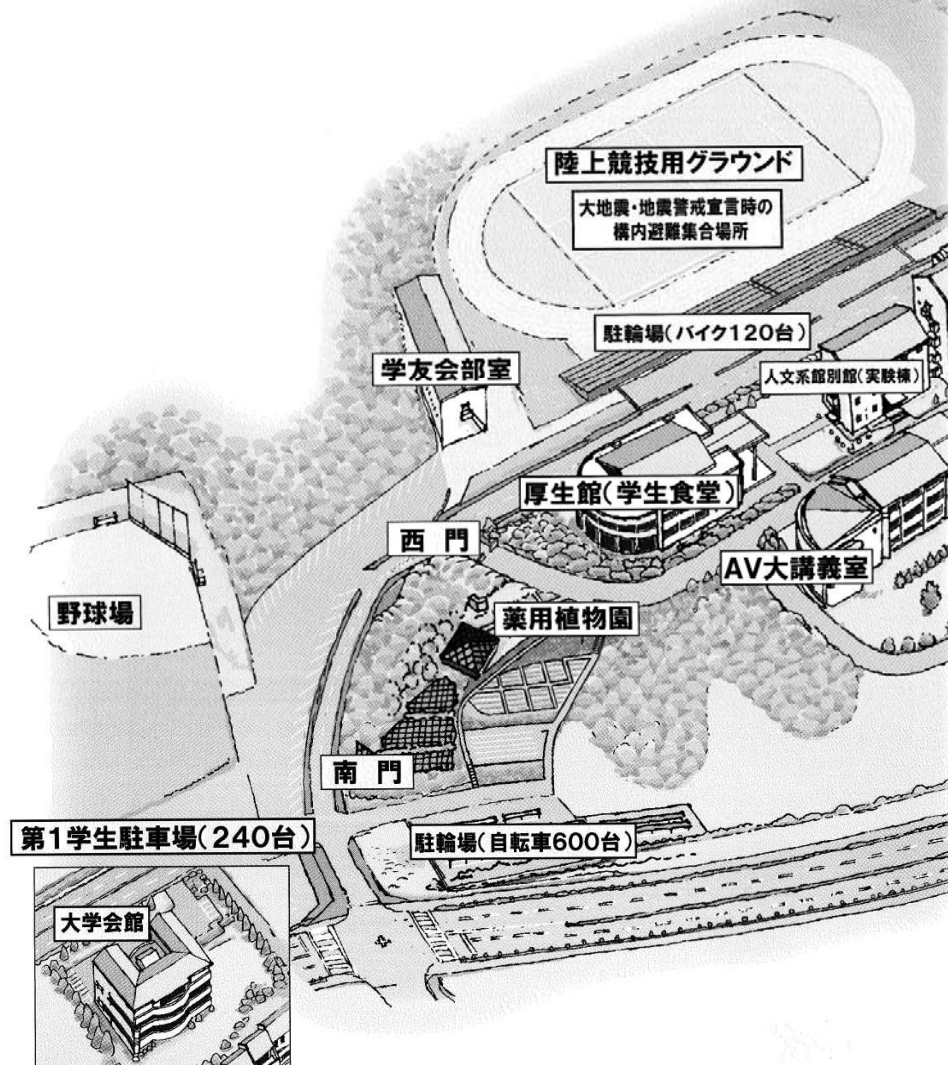 陸上競技用グラウンド
大地震・地震警戒宣言時の
構内避難集合場所
駐輪場(バイク120台)
学友会部室
人文系館別館(実験棟)
厚生館(学生食堂)
西門
AV大講義室
野球場
薬用植物園
南門
第1学生駐車場(240台)
駐輪場(自転車600台)
大学会館